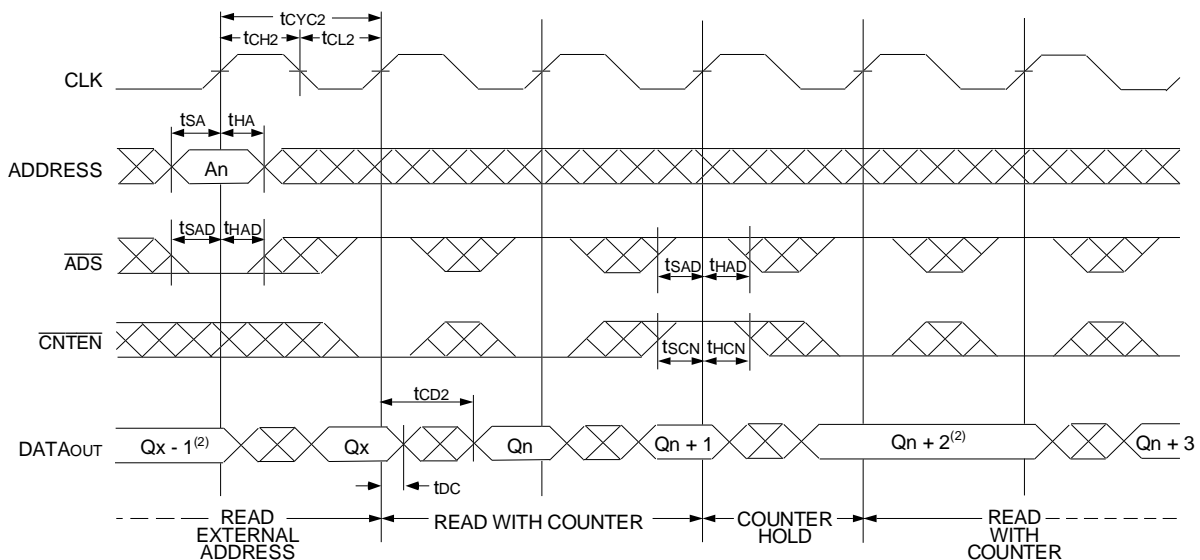 tCYC2
tCH2 tCL2
CLK
tSA tHA
ADDRESS An
tSAD tHAD
ADS
tSAD tHAD
CNTEN
tSCN tHCN
tCD2
DATAOUT Qx - 1(2) Qx Qn Qn + 1 Qn + 2(2) Qn + 3
tDC
READ EXTERNAL ADDRESS
READ WITH COUNTER
COUNTER HOLD
READ WITH COUNTER